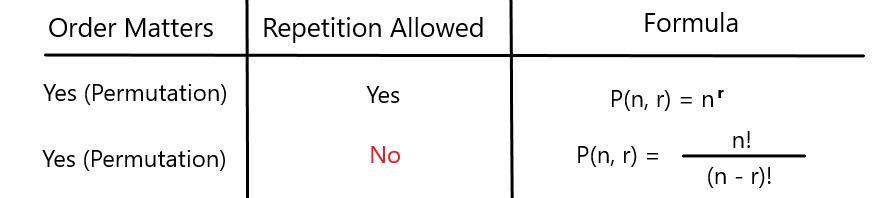 Order Matters Repetition Allowed Formula
Yes (Permutation) Yes P(n, r) = nʳ
Yes (Permutation) No P(n, r) = n!
(n - r)!